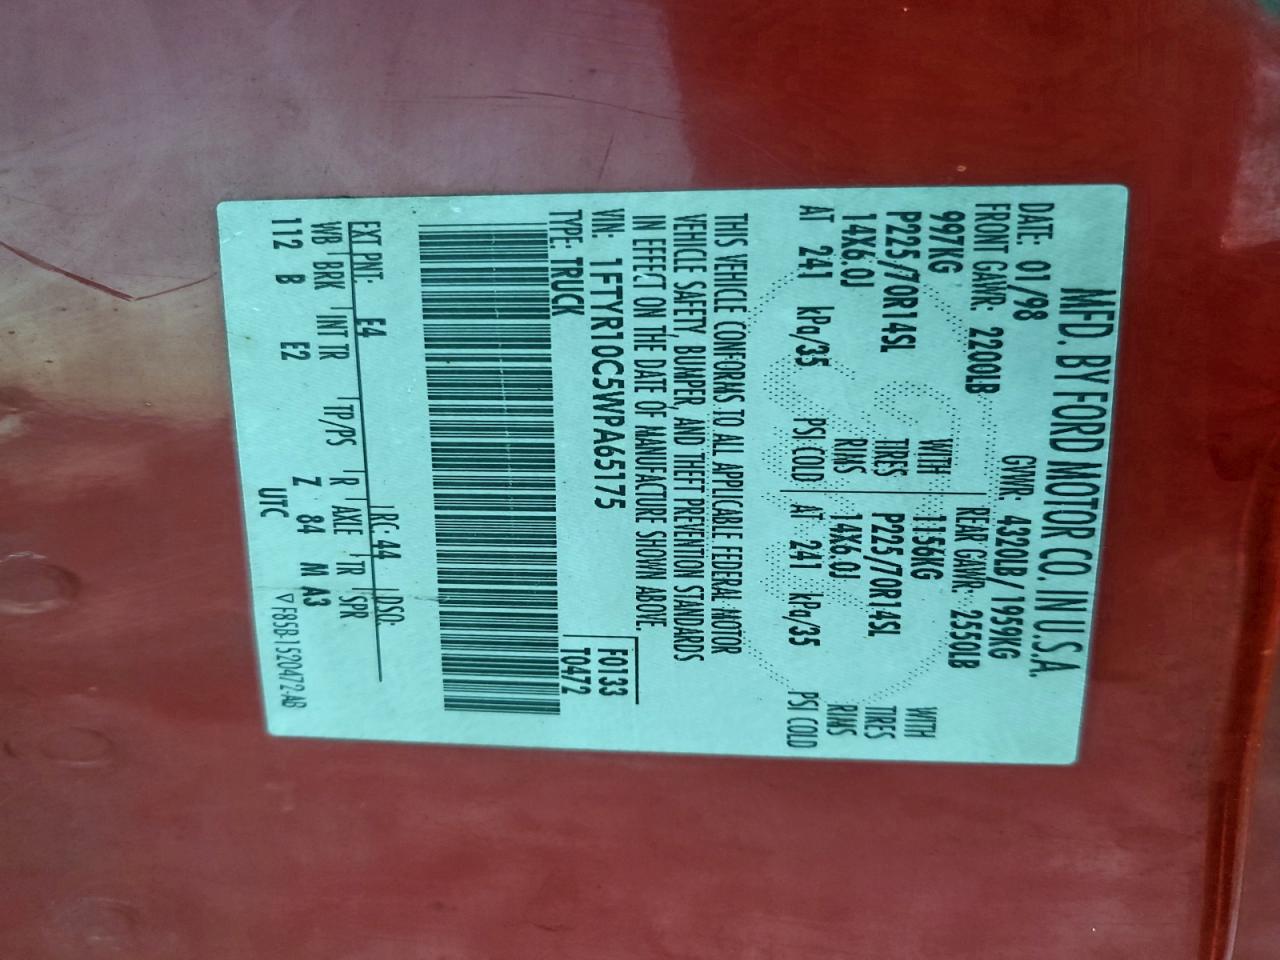 MFD. BY FORD MOTOR CO. IN U.S.A.
DATE: 01/98 GVWR: 4320LB/1959KG
FRONT GAWR: 2200LB REAR GAWR: 2550LB
997KG WITH 1156KG WITH
P225/70R14SL TIRES P225/70R14SL TIRES
14X6.0J RIMS 14X6.0J RIMS
AT 241 kPa/35 PSI COLD AT 241 kPa/35 PSI COLD
THIS VEHICLE CONFORMS TO ALL APPLICABLE FEDERAL MOTOR
VEHICLE SAFETY, BUMPER, AND THEFT PREVENTION STANDARDS
IN EFFECT ON THE DATE OF MANUFACTURE SHOWN ABOVE.
VIN: 1FTYR10C5WPA65175 F0133
TYPE: TRUCK T0472
EXT PNT: E4 RC: 44 DSO:
WB BRK INT TR TP/PS R AXLE TR SPR
112 B E2 Z 84 M A3
UTC ▽ F85B-1520472-AB